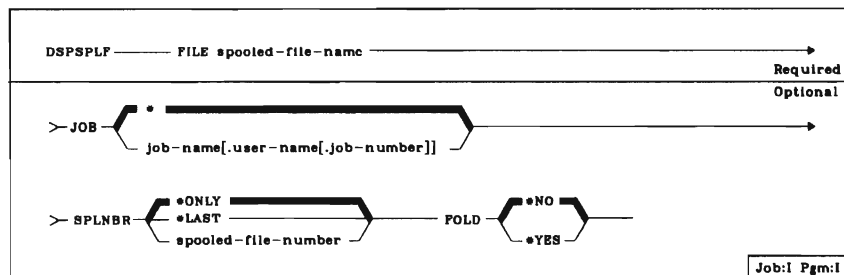 DSPSPLF FILE spooled-file-name
Required
Optional
JOB *
job-name[.user-name[.job-number]]
*ONLY *NO
SPLNBR *LAST FOLD
spooled-file-number *YES
Job:I Pgm:I